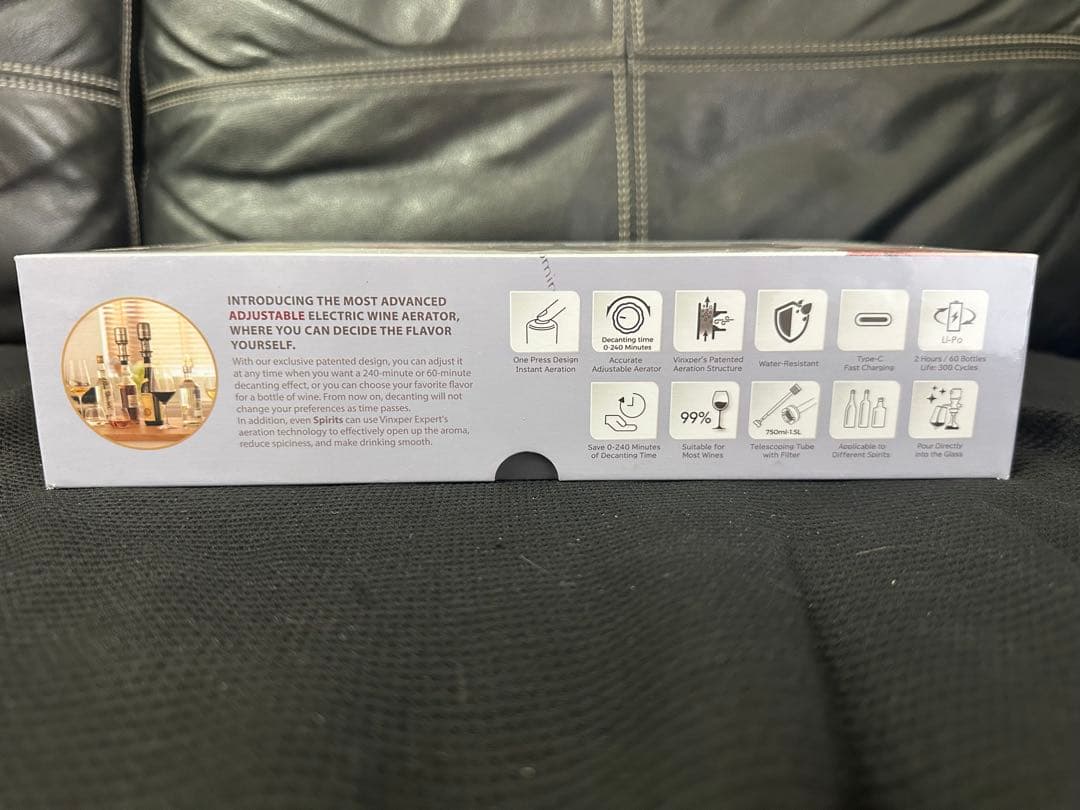 INTRODUCING THE MOST ADVANCED
ADJUSTABLE ELECTRIC WINE AERATOR,
WHERE YOU CAN DECIDE THE FLAVOR
YOURSELF.
With our exclusive patented design, you can adjust it
at any time when you want a 240-minute or 60-minute
decanting effect, or you can choose your favorite flavor
for a bottle of wine. From now on, decanting will not
change your preferences as time passes.
In addition, even Spirits can use Vinxper Expert's
aeration technology to effectively open up the aroma,
reduce spiciness, and make drinking smooth.
One Press Design
Instant Aeration
Decanting time
0-240 Minutes
Accurate
Adiustable Aerator
Vinxper's Patented
Aeration Structure
Water-Resistant
Type-C
Fast Charging
Li-Po
2 Hours / 60 Bottles
Life: 300 Cycles
Save 0-240 Minutes
of Decanting Time
99%
Suitable for
Most Wines
750ml-1.5L
Telescoping Tube
with Filter
Applicable to
Different Spirits
Pour Directly
into the Glass